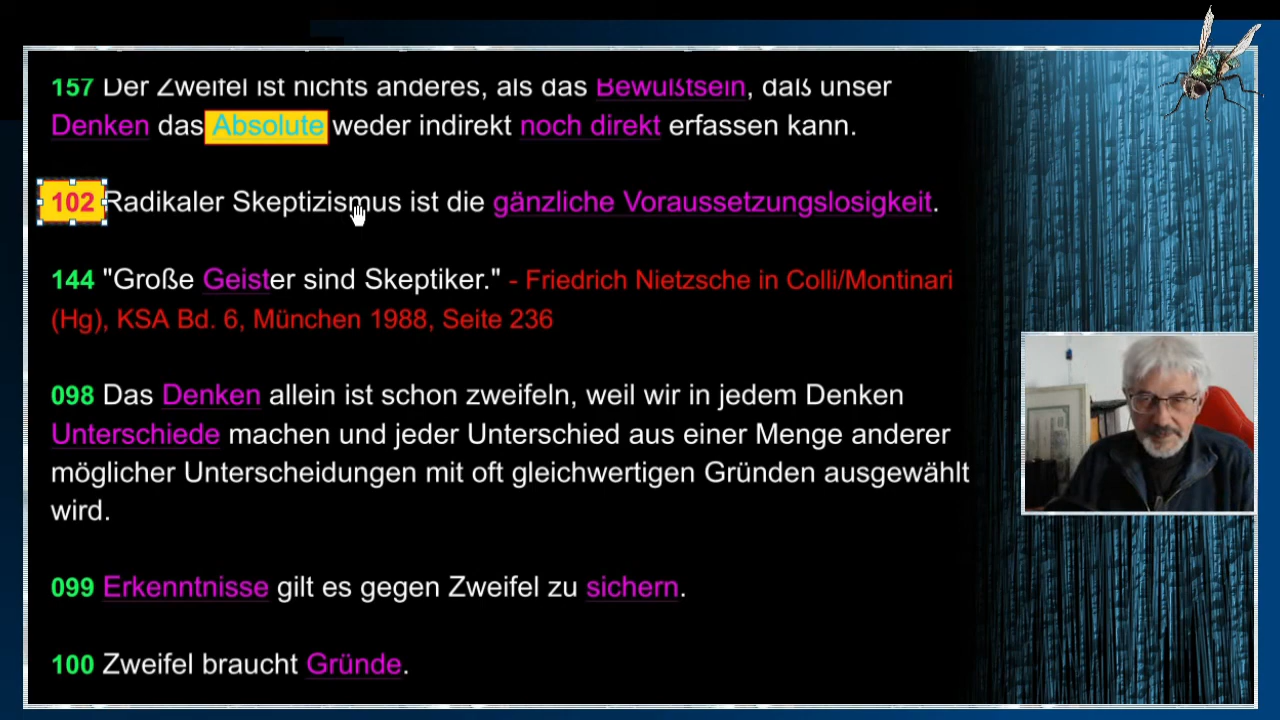 157 Der Zweifel ist nichts anderes, als das Bewußtsein, daß unser
Denken das Absolute weder indirekt noch direkt erfassen kann.
102 Radikaler Skeptizismus ist die gänzliche Voraussetzungslosigkeit.
144 "Große Geister sind Skeptiker." - Friedrich Nietzsche in Colli/Montinari
(Hg), KSA Bd. 6, München 1988, Seite 236
098 Das Denken allein ist schon zweifeln, weil wir in jedem Denken
Unterschiede machen und jeder Unterschied aus einer Menge anderer
möglicher Unterscheidungen mit oft gleichwertigen Gründen ausgewählt
wird.
099 Erkenntnisse gilt es gegen Zweifel zu sichern.
100 Zweifel braucht Gründe.